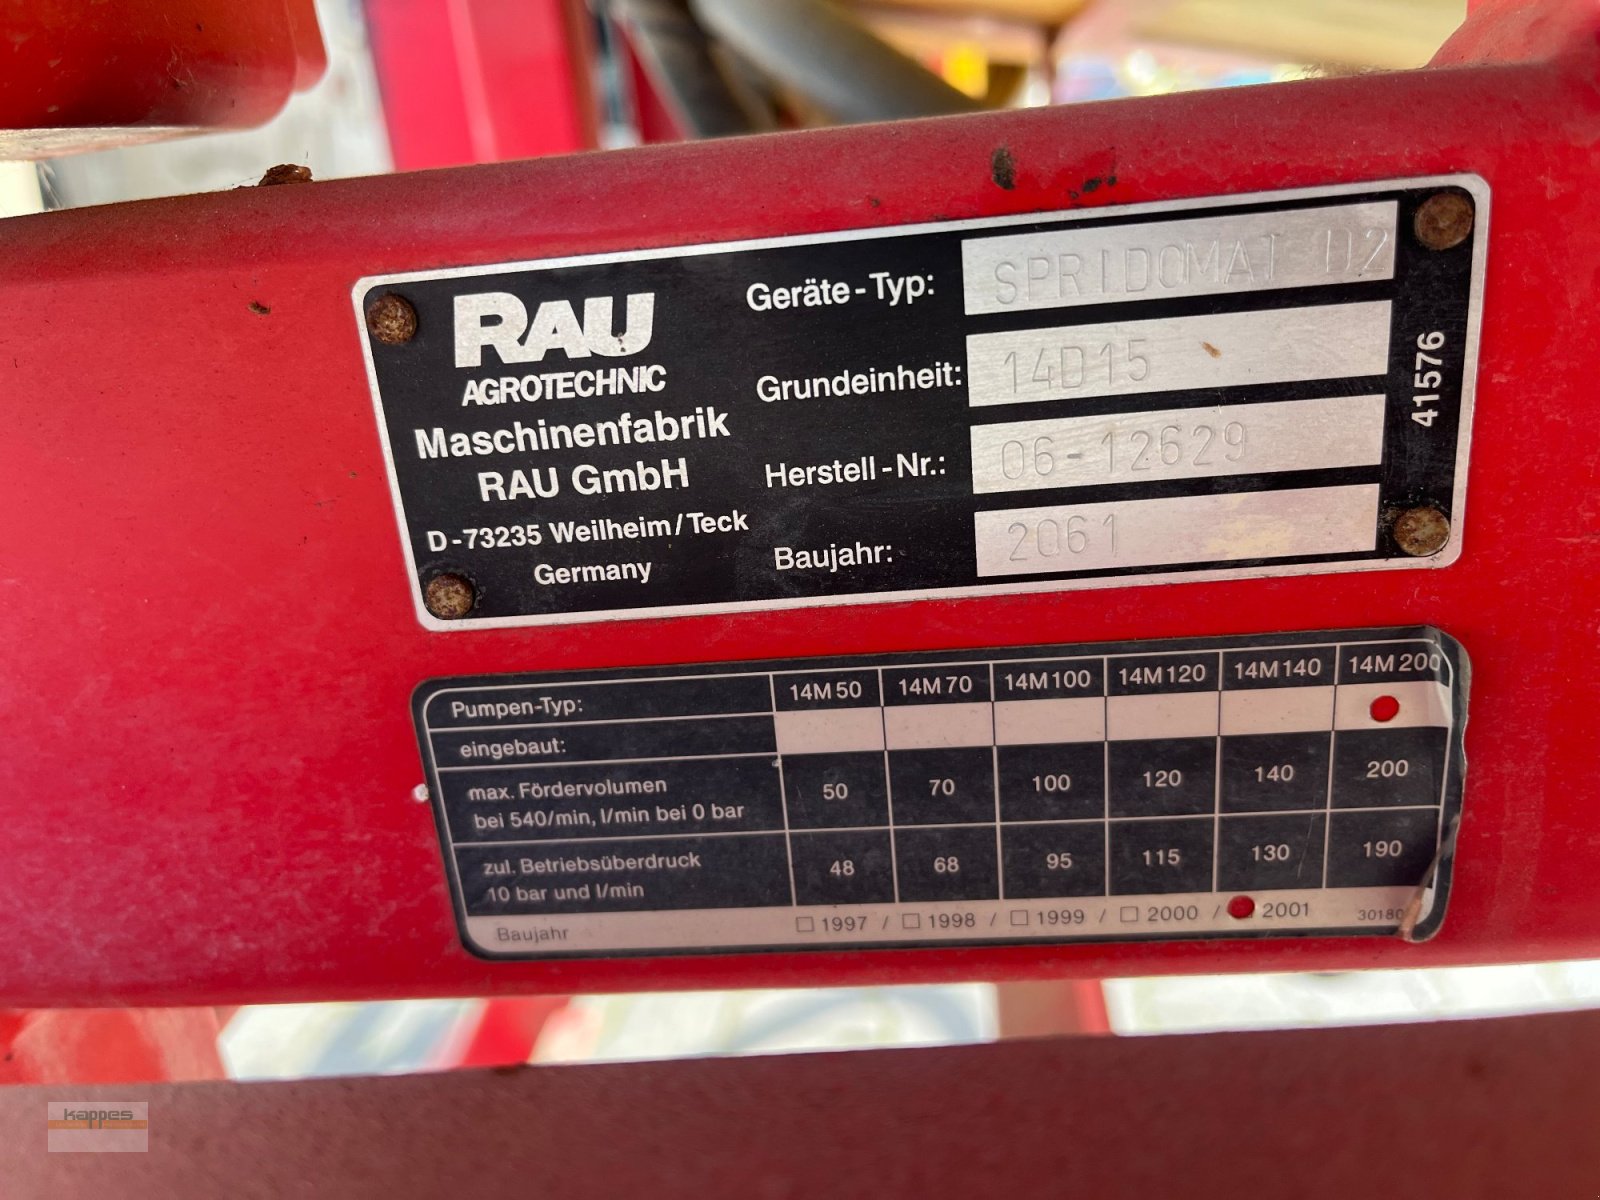 RAU
AGROTECHNIC
Maschinenfabrik
RAU GmbH
D-73235 Weilheim/Teck
Germany
Geräte-Typ: SPRIDOMAT D2
Grundeinheit: 14D15
Herstell-Nr.: 06-12629
Baujahr: 2061
41576
Pumpen-Typ: 14M50 14M70 14M100 14M120 14M140 14M200
eingebaut:
max. Fördervolumen
bei 540/min, l/min bei 0 bar 50 70 100 120 140 200
zul. Betriebsüberdruck
10 bar und l/min 48 68 95 115 130 190
Baujahr □ 1997 / □ 1998 / □ 1999 / □ 2000 / 2001 30180
kappes